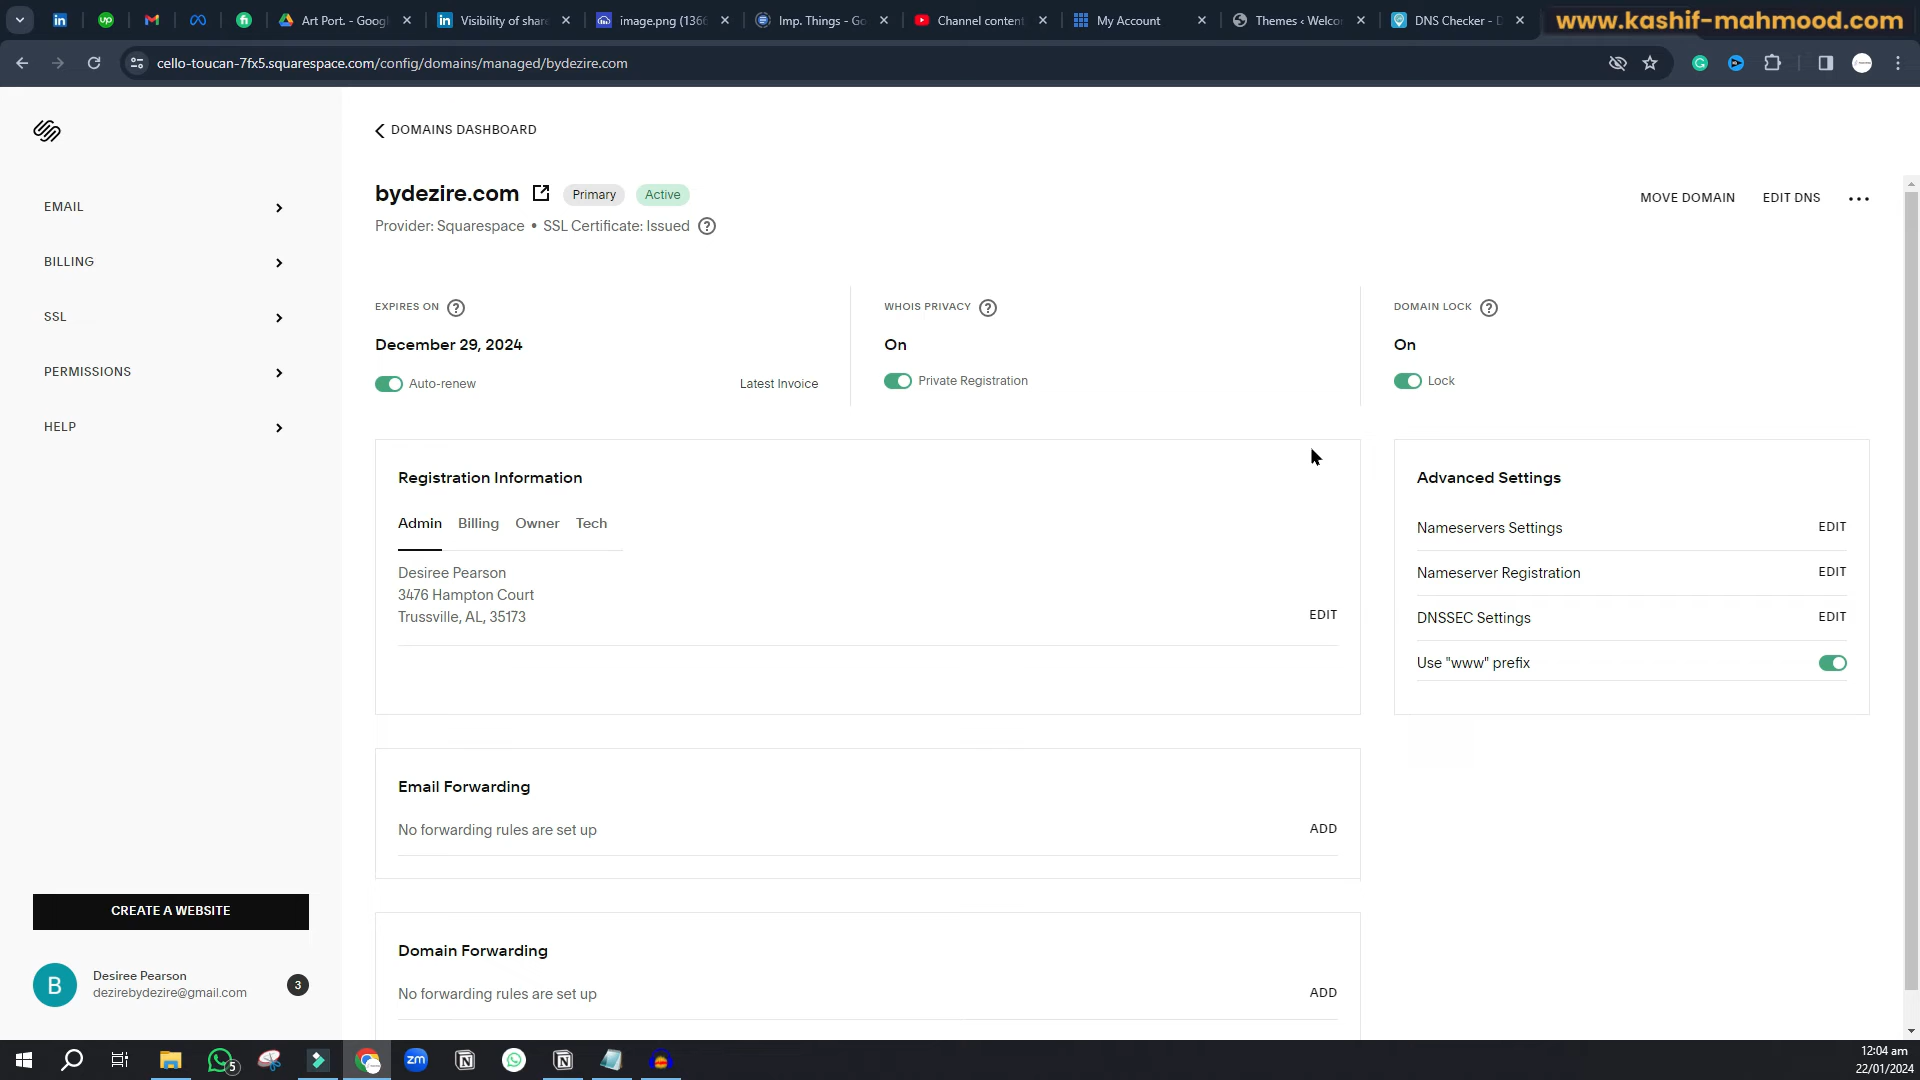 Art Port. - Googl
Visibility of share
image.png (1366
Imp. Things - Go
Channel content
My Account
Themes ‹ Welco
DNS Checker - D
www.kashif-mahmood.com
cello-toucan-7fx5.squarespace.com/config/domains/managed/bydezire.com
DOMAINS DASHBOARD
bydezire.com
Primary
Active
MOVE DOMAIN
EDIT DNS
Provider: Squarespace • SSL Certificate: Issued
EMAIL
BILLING
SSL
PERMISSIONS
HELP
EXPIRES ON
December 29, 2024
Auto-renew
Latest Invoice
WHOIS PRIVACY
On
Private Registration
DOMAIN LOCK
On
Lock
Registration Information
Admin Billing Owner Tech
Desiree Pearson
3476 Hampton Court
Trussville, AL, 35173
EDIT
Advanced Settings
Nameservers Settings EDIT
Nameserver Registration EDIT
DNSSEC Settings EDIT
Use "www" prefix
Email Forwarding
No forwarding rules are set up
ADD
Domain Forwarding
No forwarding rules are set up
ADD
CREATE A WEBSITE
B
Desiree Pearson
dezirebydezire@gmail.com
3
5
zm
12:04 am
22/01/2024